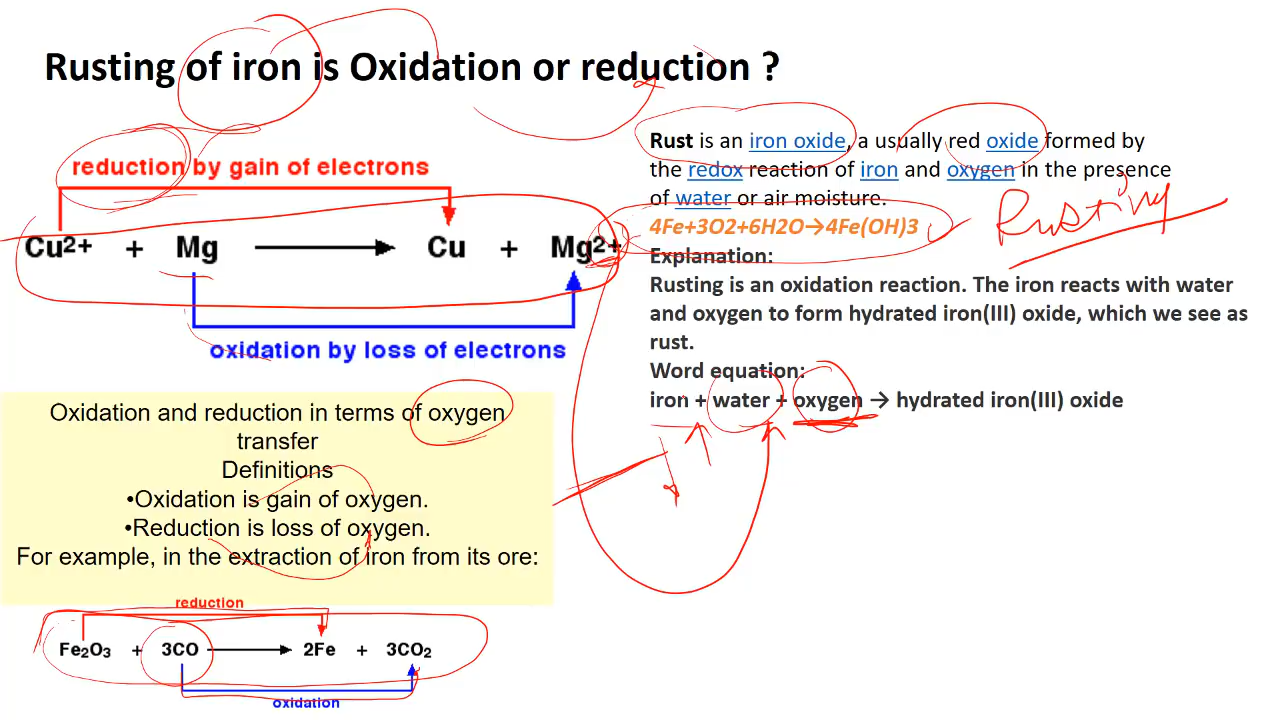 Rusting of iron is Oxidation or reduction ?
reduction by gain of electrons
Cu2+ + Mg → Cu + Mg2+
oxidation by loss of electrons
Oxidation and reduction in terms of oxygen
transfer
Definitions
•Oxidation is gain of oxygen.
•Reduction is loss of oxygen.
For example, in the extraction of iron from its ore:
reduction
Fe₂O₃ + 3CO → 2Fe + 3CO₂
oxidation
Rust is an iron oxide, a usually red oxide formed by
the redox reaction of iron and oxygen in the presence
of water or air moisture.
4Fe+3O2+6H2O→4Fe(OH)3
Explanation:
Rusting is an oxidation reaction. The iron reacts with water
and oxygen to form hydrated iron(III) oxide, which we see as
rust.
Word equation:
iron + water + oxygen → hydrated iron(III) oxide
Rusting